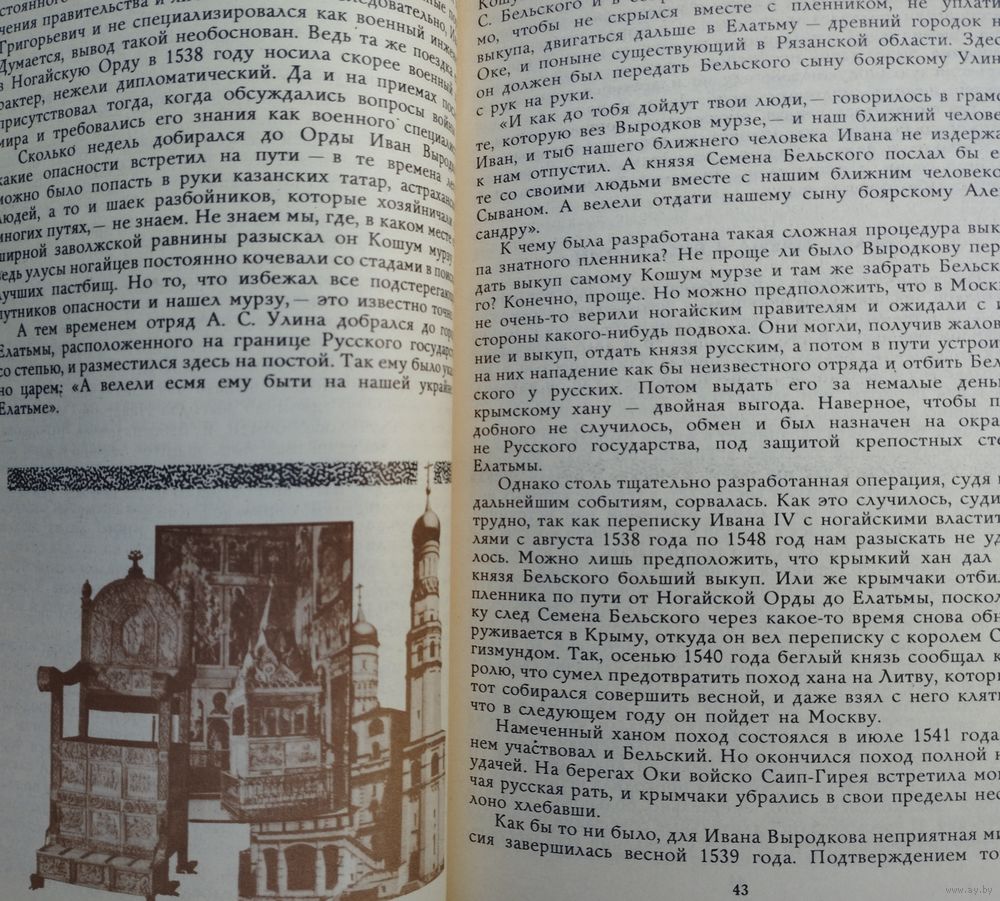 стоянного
чения правительства и
Григорьевич и не специализировался как военный
Думается, вывод такой необоснован. Ведь та же поездка
в Ногайскую Орду в 1538 году носила скорее военный
рактер, нежели дипломатический. Да и на приемах
присутствовал тогда, когда обсуждались вопросы
мира и требовались его знания как военного
Сколько недель добирался до Орды Иван
какие опасности встретил на пути — в те времена
можно было попасть в руки казанских татар,
людей, а то и шаек разбойников, которые
многих путях,— не знаем. Не знаем мы, где, в каком месте
ширной заволжской равнины разыскал он Кошум
ведь улусы ногайцев постоянно кочевали со стадами в
лучших пастбищ. Но то, что избежал все
путников опасности и нашел мурзу,— это известно
А тем временем отряд А. С. Улина добрался до
Елатьмы, расположенного на границе Русского
со степью, и разместился здесь на постой. Так ему было
но царем: «А велели есмя ему быти на нашей
Елатьме».
С. Бельского и в
мо, чтобы не скрылся вместе с пленником, не
выкупа, двигаться дальше в Елатьму — древний городок на
Оке, и поныне существующий в Рязанской области.
он должен был передать Бельского сыну боярскому
с рук на руки.
«И как до тобя дойдут твои люди,— говорилось в
те, которую вез Выродков мурзе,— и наш ближний
Иван, и тыб нашего ближнего человека Ивана не
к нам отпустил. А князя Семена Бельского послал бы
те со своими людьми вместе с нашим ближним
Сываном. А велели отдати нашему сыну боярскому Але-
сандру».
К чему была разработана такая сложная процедура
па знатного пленника? Не проще ли было Выродкову
дать выкуп самому Кошум мурзе и там же забрать
го? Конечно, проще. Но можно предположить, что в
не очень-то верили ногайским правителям и ожидали с
стороны какого-нибудь подвоха. Они могли, получив
ние и выкуп, отдать князя русским, а потом в пути
на них нападение как бы неизвестного отряда и отбить
ского у русских. Потом выдать его за немалые
крымскому хану — двойная выгода. Наверное, чтобы
добного не случилось, обмен и был назначен на
не Русского государства, под защитой крепостных
Елатьмы.
Однако столь тщательно разработанная операция, судя
дальнейшим событиям, сорвалась. Как это случилось,
трудно, так как переписку Ивана IV с ногайскими
лями с августа 1538 года по 1548 год нам разыскать не
лось. Можно лишь предположить, что крымкий хан дал
князя Бельского больший выкуп. Или же крымчаки
пленника по пути от Ногайской Орды до Елатьмы,
ку след Семена Бельского через какое-то время снова
руживается в Крыму, откуда он вел переписку с королем
гизмундом. Так, осенью 1540 года беглый князь сообщал
ролю, что сумел предотвратить поход хана на Литву,
тот собирался совершить весной, и даже взял с него
что в следующем году он пойдет на Москву.
Намеченный ханом поход состоялся в июле 1541 года
нем участвовал и Бельский. Но окончился поход полной
удачей. На берегах Оки войско Саип-Гирея встретила
чая русская рать, и крымчаки убрались в свои пределы
лоно хлебавши.
Как бы то ни было, для Ивана Выродкова неприятная
сия завершилась весной 1539 года. Подтверждением
43
www.ay.by